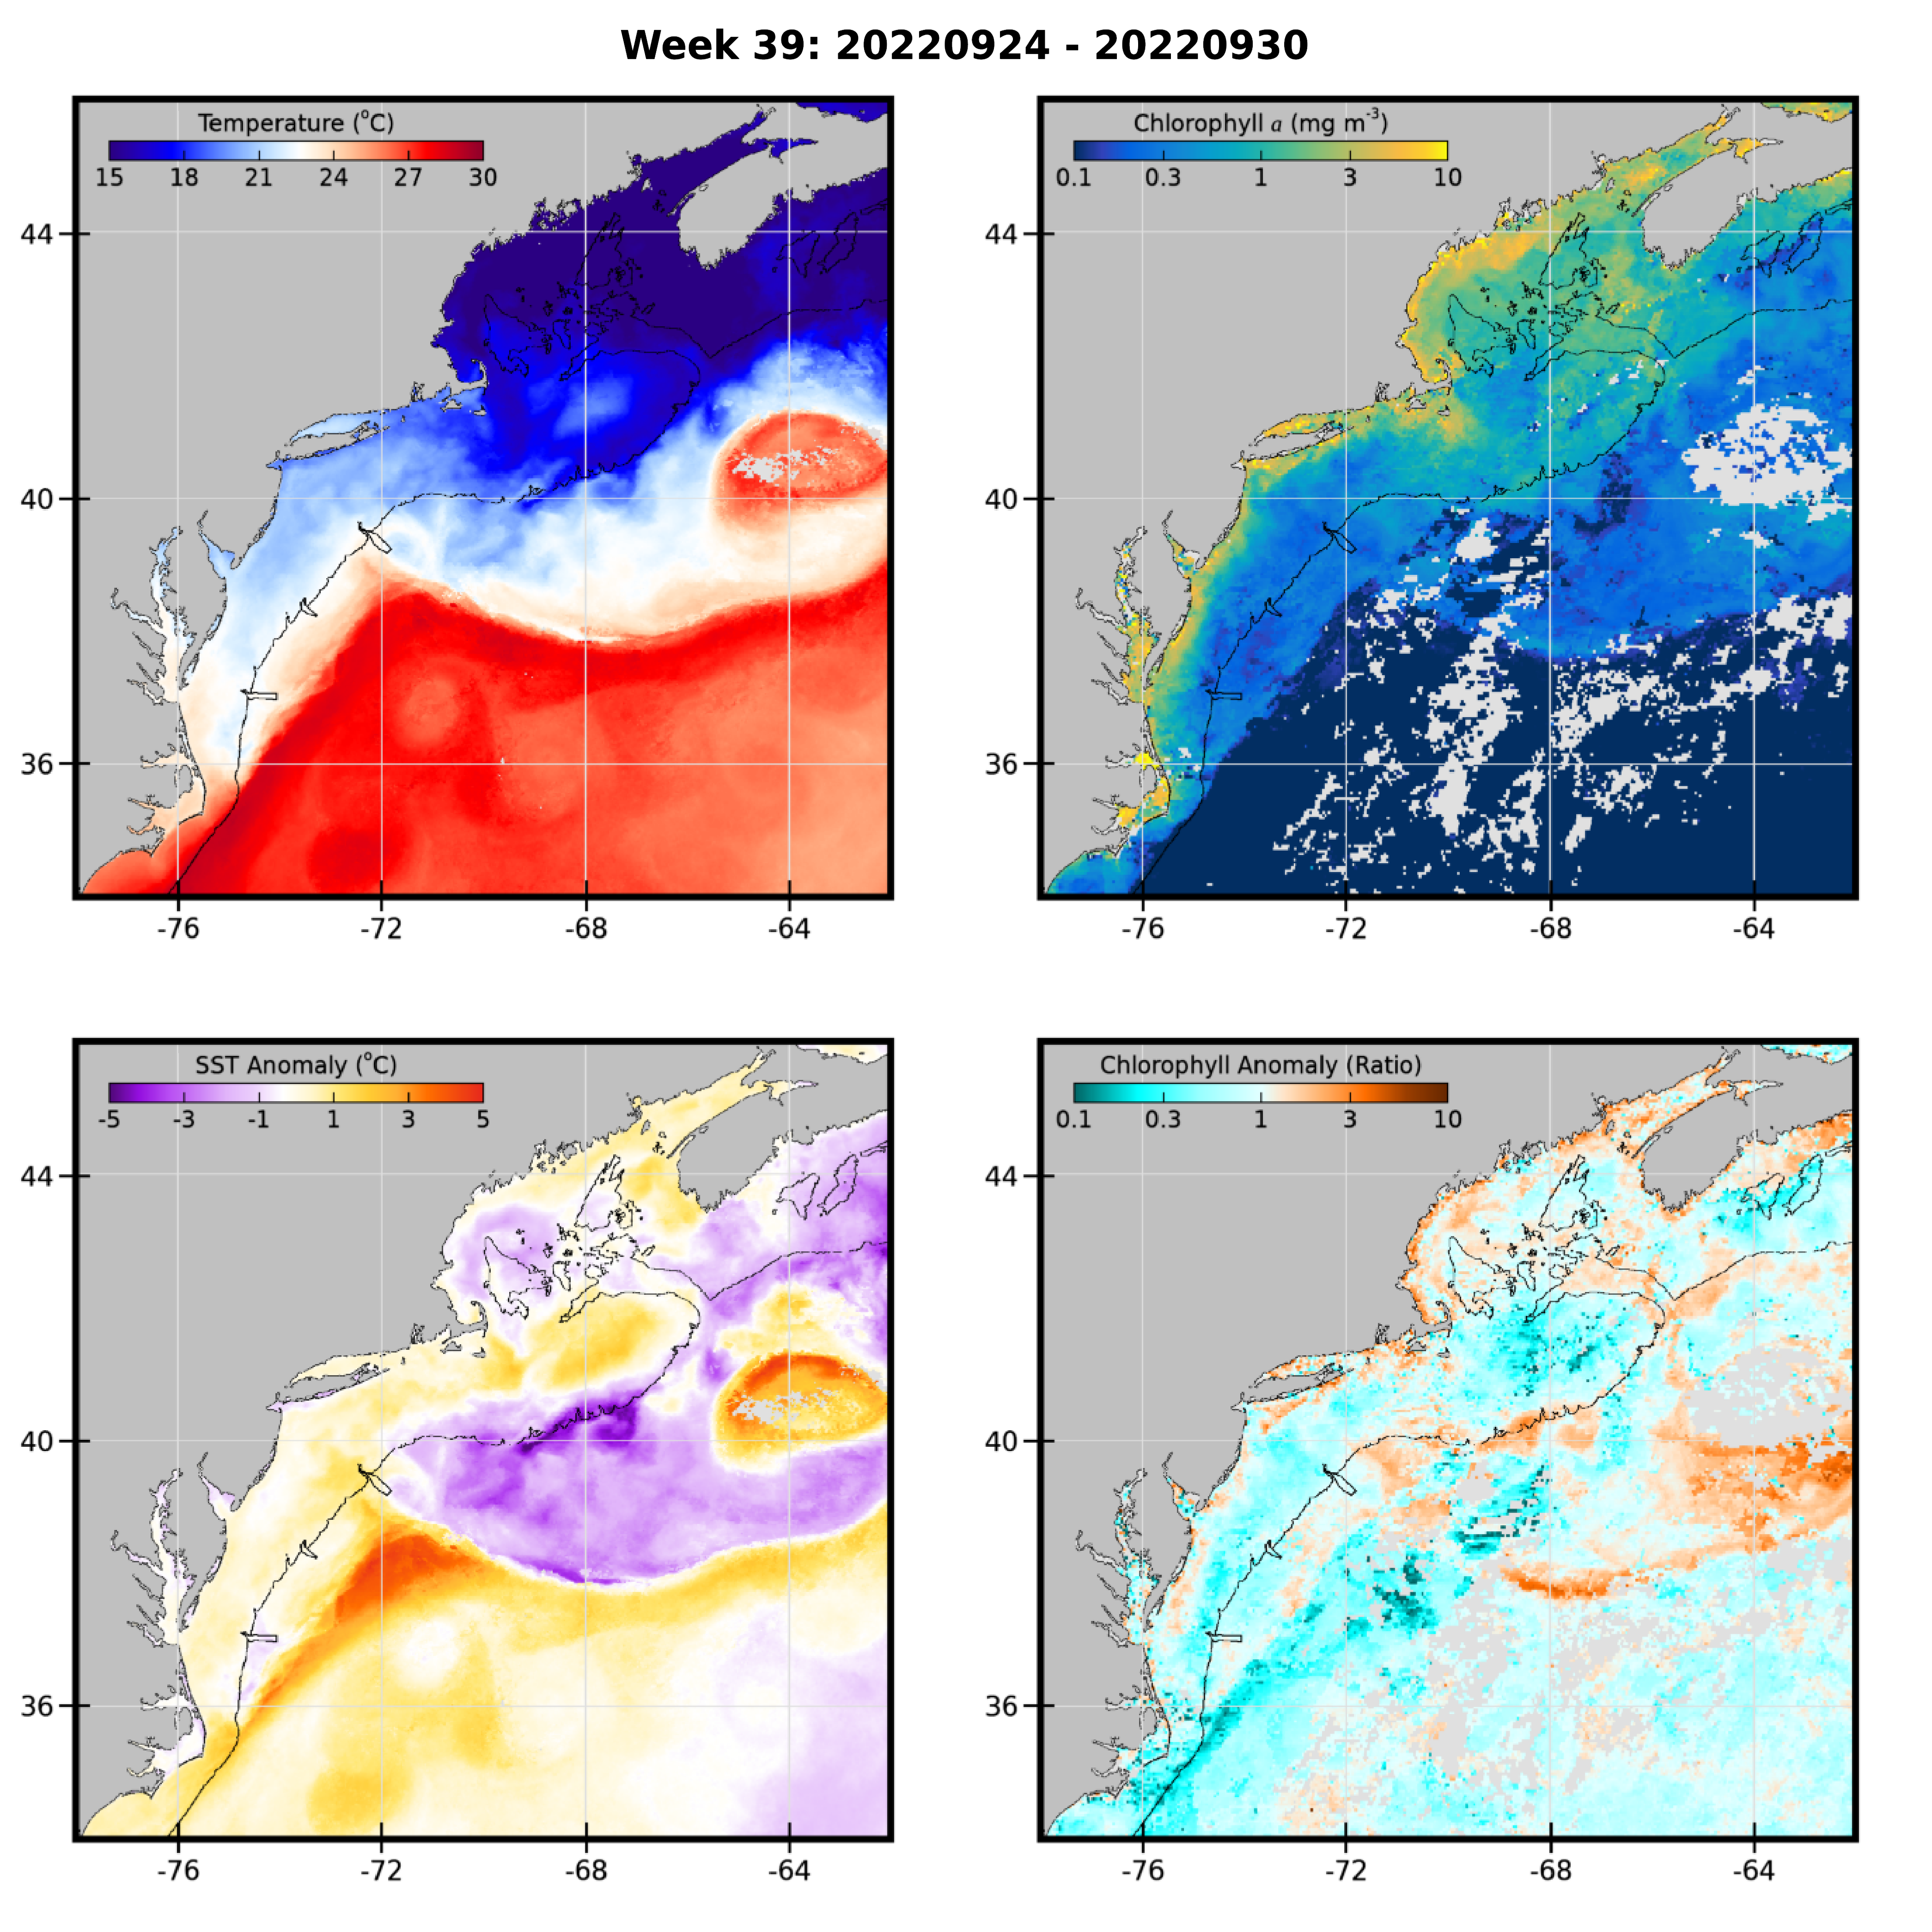 Week 39: 20220924 - 20220930
Temperature (°C)
15 18 21 24 27 30
44
40
36
-76 -72 -68 -64
Chlorophyll a (mg m⁻³)
0.1 0.3 1 3 10
44
40
36
-76 -72 -68 -64
SST Anomaly (°C)
-5 -3 -1 1 3 5
44
40
36
-76 -72 -68 -64
Chlorophyll Anomaly (Ratio)
0.1 0.3 1 3 10
44
40
36
-76 -72 -68 -64